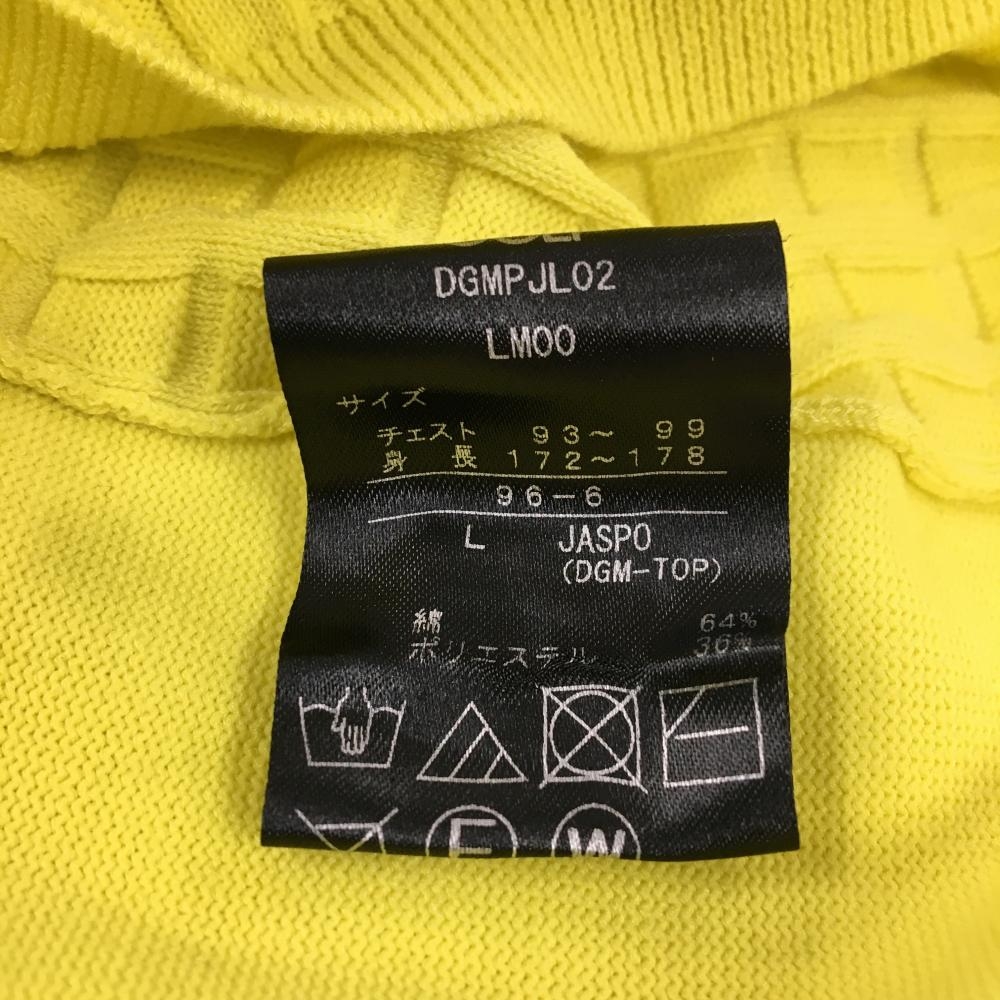 DGMPJL02
LM00
サイズ
チェスト 93～ 99
身 長 172～178
96-6
L JASPO
(DGM-TOP)
綿 64%
ポリエステル 36%
F W